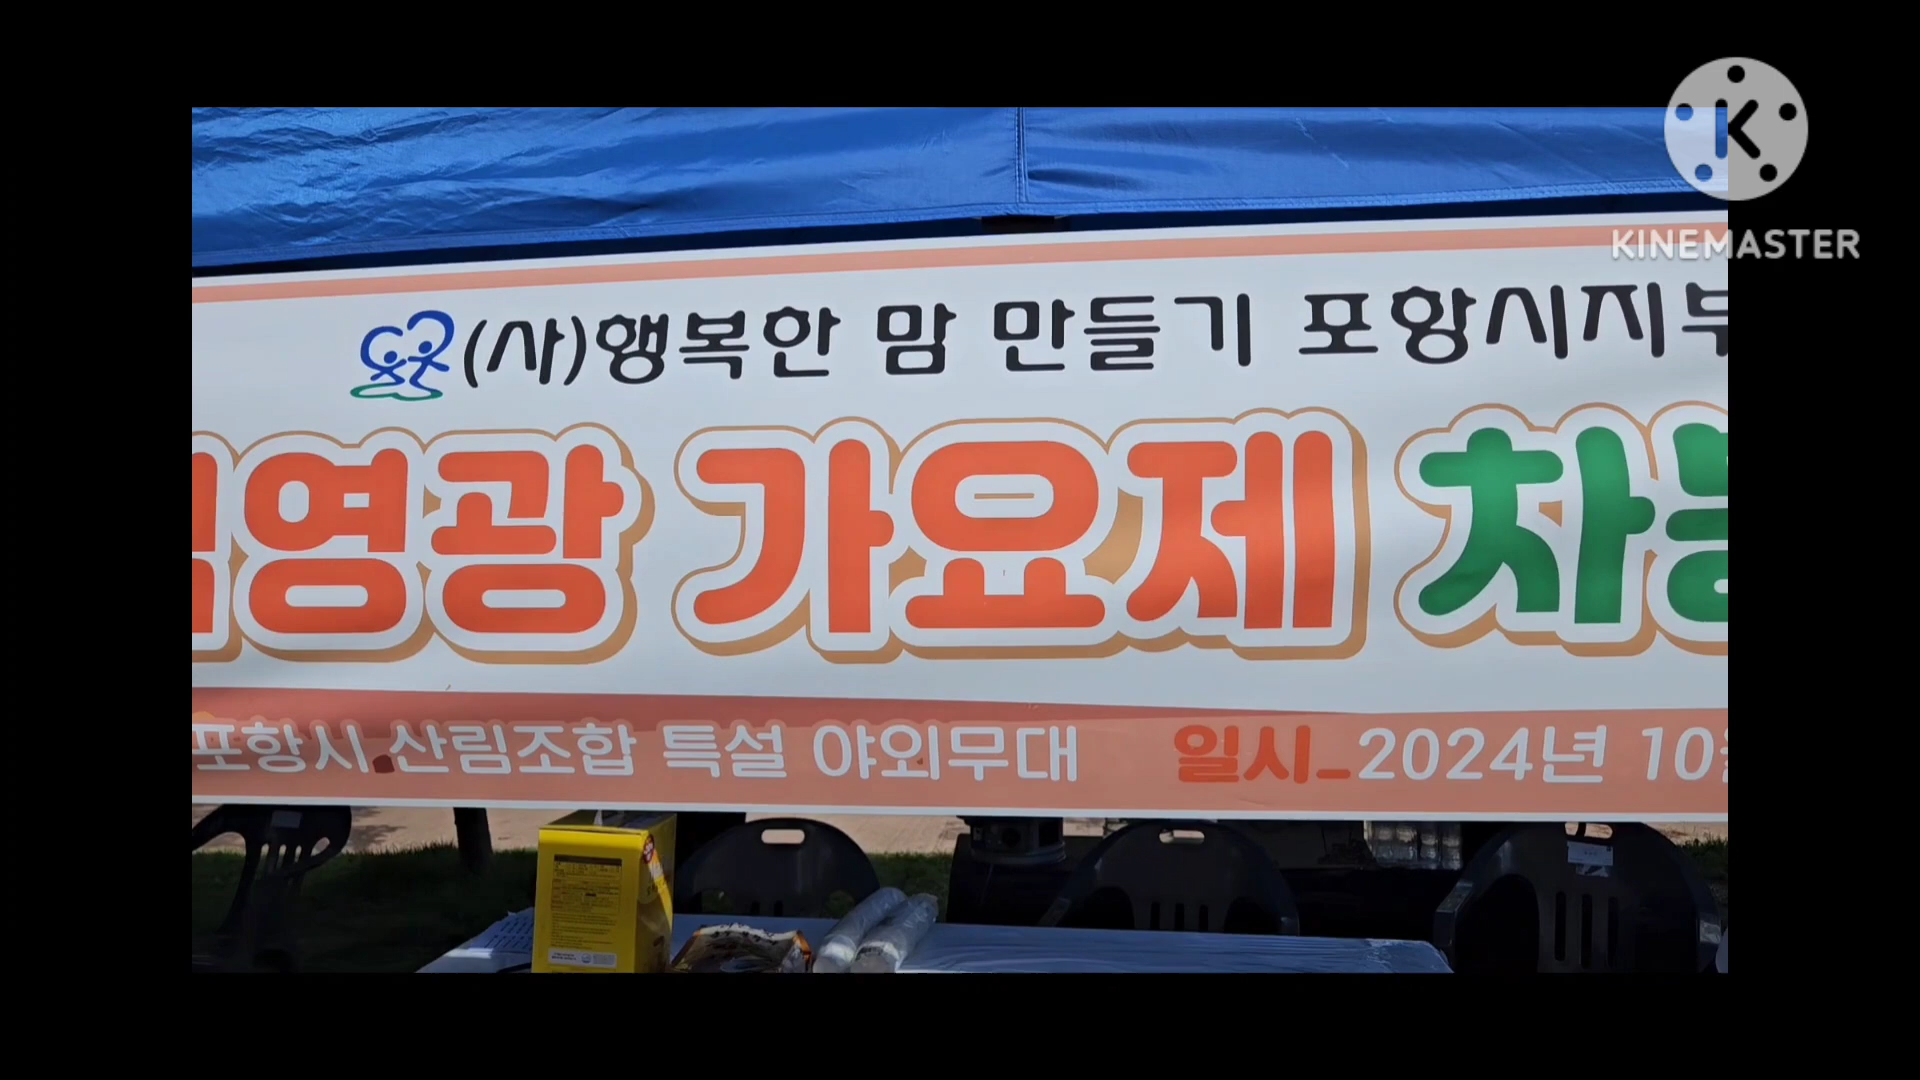 KINEMASTER
(사)행복한 맘 만들기 포항시지부
영광 가요제
포항시 산림조합 특설 야외무대 일시_2024년 10